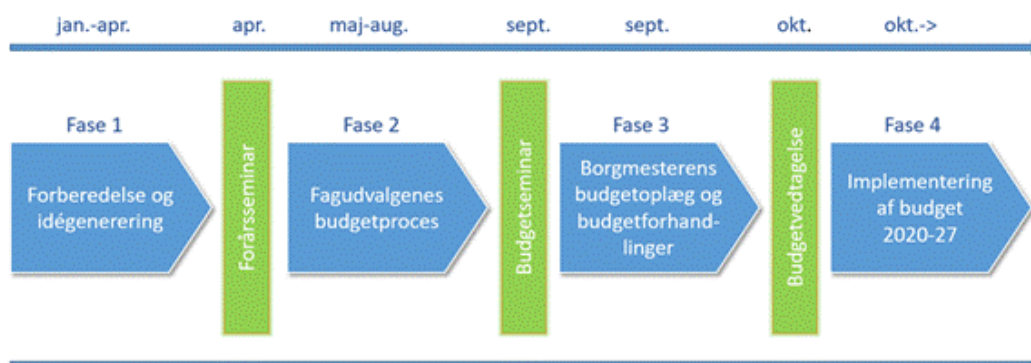 jan.-apr.
apr.
maj-aug.
sept.
sept.
okt.
okt.->
Fase 1
Forberedelse og
idégenerering
Forårsseminar
Fase 2
Fagudvalgenes
budgetproces
Budgetseminar
Fase 3
Borgmesterens
budgetoplæg og
budgetforhand-
linger
Budgetvedtagelse
Fase 4
Implementering
af budget
2020-27